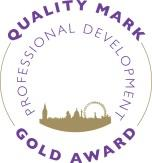 QUALITY MARK
PROFESSIONAL DEVELOPMENT
GOLD AWARD